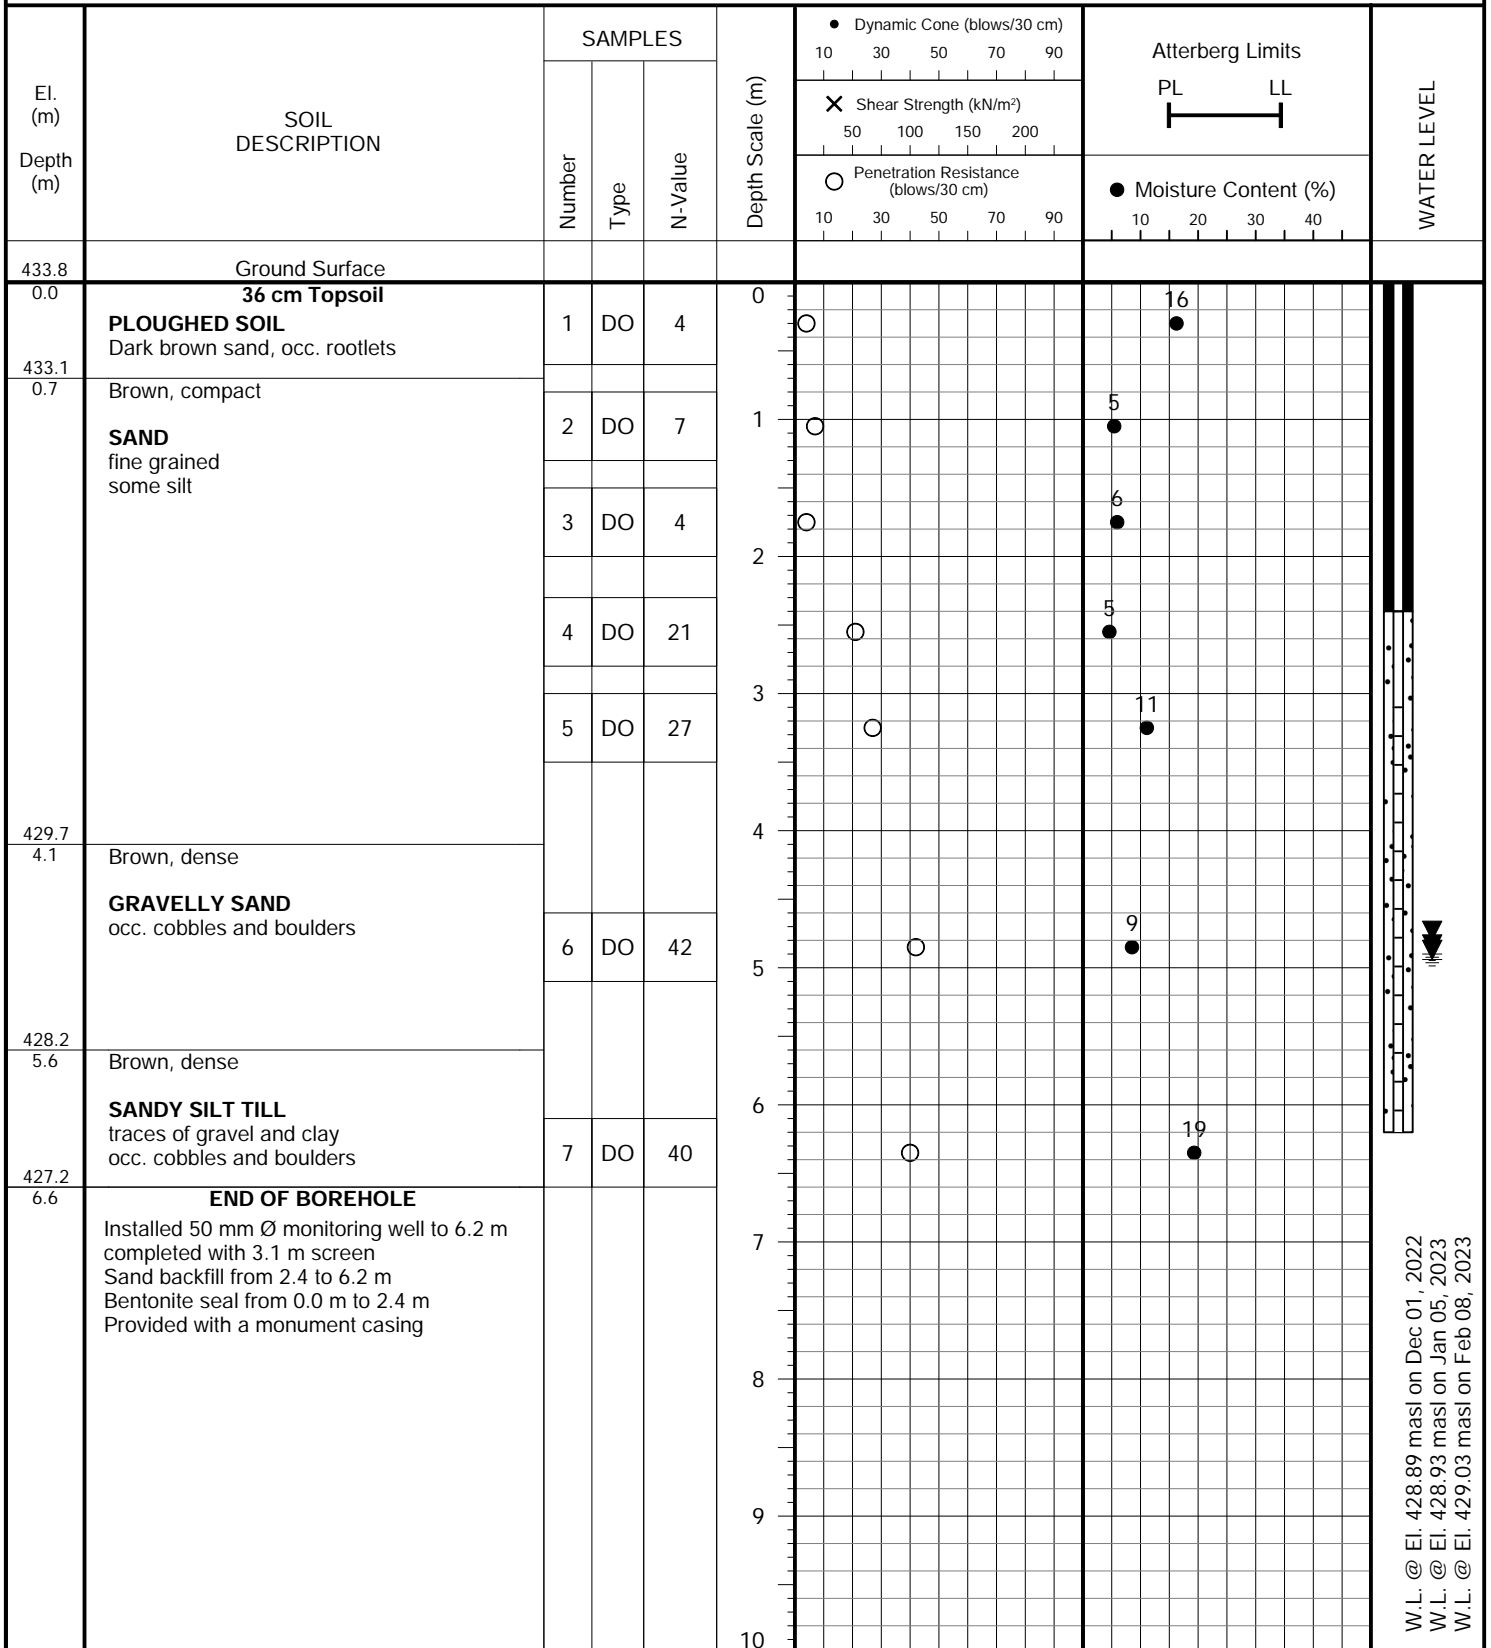 El.
(m)
Depth
(m)
SOIL
DESCRIPTION
SAMPLES
Number
Type
N-Value
Depth Scale (m)
Dynamic Cone (blows/30 cm)
10 30 50 70 90
Shear Strength (kN/m²)
50 100 150 200
Penetration Resistance
(blows/30 cm)
10 30 50 70 90
Atterberg Limits
PL LL
Moisture Content (%)
10 20 30 40
WATER LEVEL
433.8 Ground Surface
0.0 36 cm Topsoil
PLOUGHED SOIL
Dark brown sand, occ. rootlets
1 DO 4
0
16
433.1
0.7 Brown, compact
SAND
fine grained
some silt
2 DO 7
1
5
3 DO 4
6
2
4 DO 21
5
3
5 DO 27
11
429.7
4
4.1 Brown, dense
GRAVELLY SAND
occ. cobbles and boulders
6 DO 42
9
5
428.2
5.6 Brown, dense
SANDY SILT TILL
traces of gravel and clay
occ. cobbles and boulders
6
7 DO 40
19
427.2
6.6 END OF BOREHOLE
Installed 50 mm Ø monitoring well to 6.2 m
completed with 3.1 m screen
Sand backfill from 2.4 to 6.2 m
Bentonite seal from 0.0 m to 2.4 m
Provided with a monument casing
7
8
9
10
W.L. @ El. 428.89 masl on Dec 01, 2022
W.L. @ El. 428.93 masl on Jan 05, 2023
W.L. @ El. 429.03 masl on Feb 08, 2023